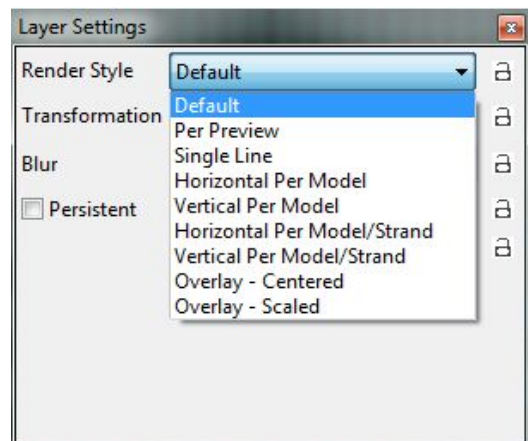 Layer Settings
Render Style Default
Default
Transformation
Per Preview
Single Line
Blur
Horizontal Per Model
Persistent Vertical Per Model
Horizontal Per Model/Strand
Vertical Per Model/Strand
Overlay - Centered
Overlay - Scaled